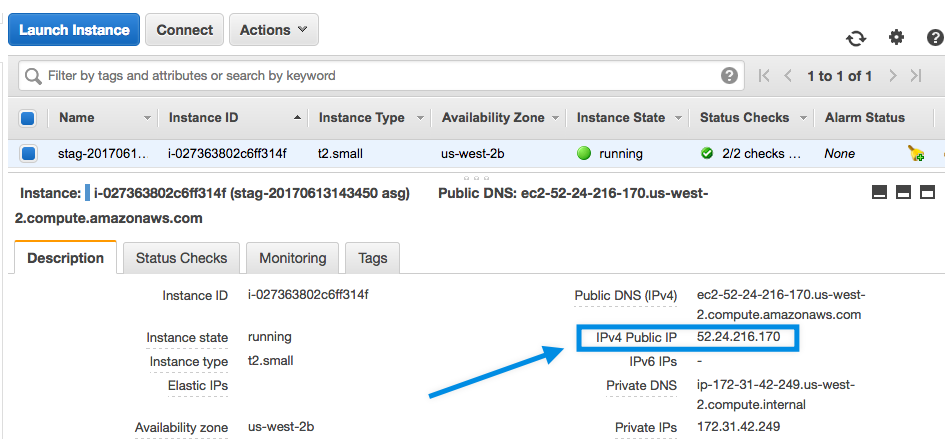 Launch Instance Connect Actions
Filter by tags and attributes or search by keyword ? 1 to 1 of 1 ?
Name Instance ID Instance Type Availability Zone Instance State Status Checks Alarm Status
stag-2017061... i-027363802c6ff314f t2.small us-west-2b running 2/2 checks ... None
Instance: i-027363802c6ff314f (stag-20170613143450 asg) Public DNS: ec2-52-24-216-170.us-west-
2.compute.amazonaws.com
Description Status Checks Monitoring Tags
Instance ID i-027363802c6ff314f Public DNS (IPv4) ec2-52-24-216-170.us-west-
2.compute.amazonaws.com
Instance state running IPv4 Public IP 52.24.216.170
Instance type t2.small IPv6 IPs -
Elastic IPs Private DNS ip-172-31-42-249.us-west-
2.compute.internal
Availability zone us-west-2b Private IPs 172.31.42.249